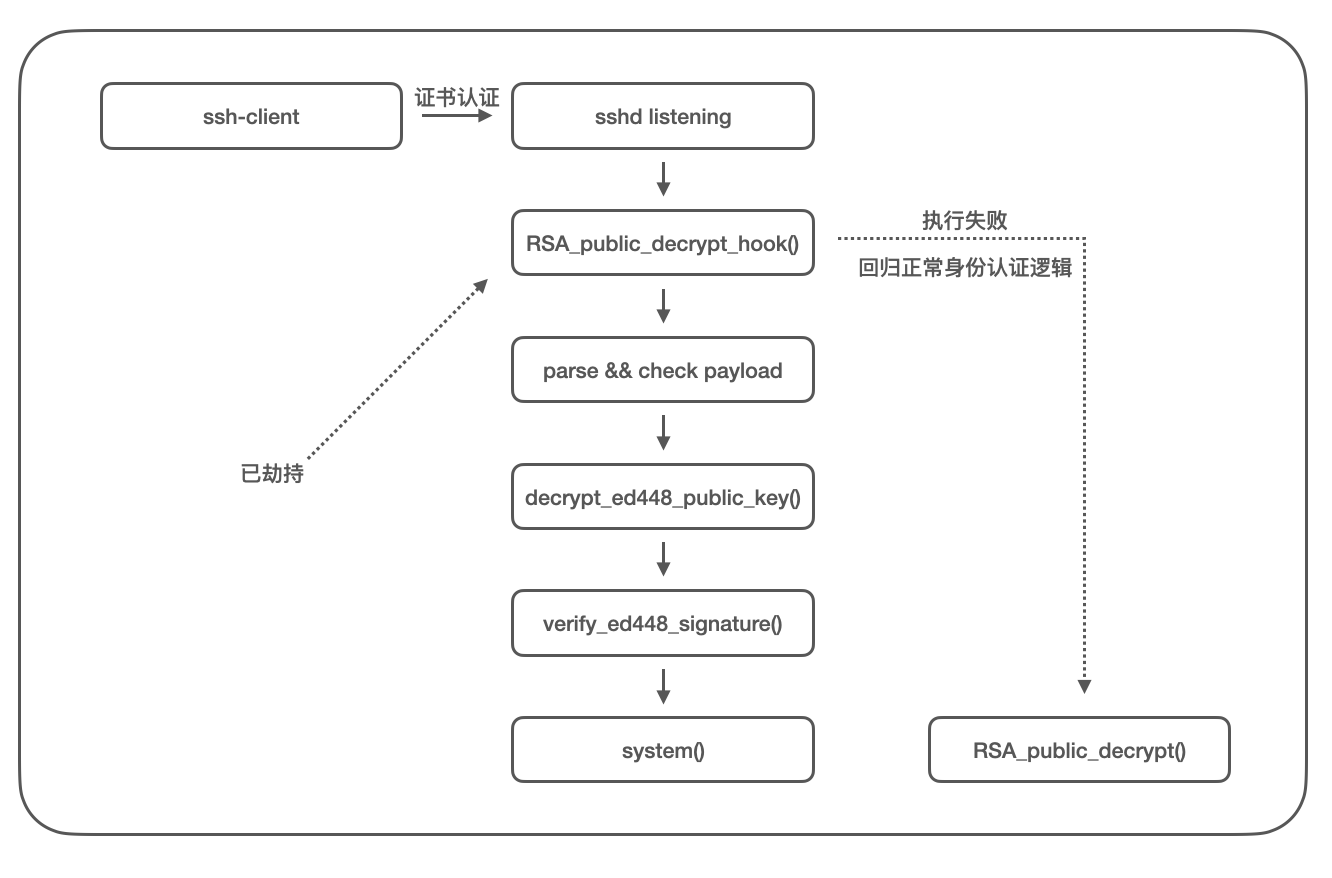 ssh-client
证书认证
sshd listening
RSA_public_decrypt_hook()
执行失败
回归正常身份认证逻辑
parse && check payload
已劫持
decrypt_ed448_public_key()
verify_ed448_signature()
system()
RSA_public_decrypt()